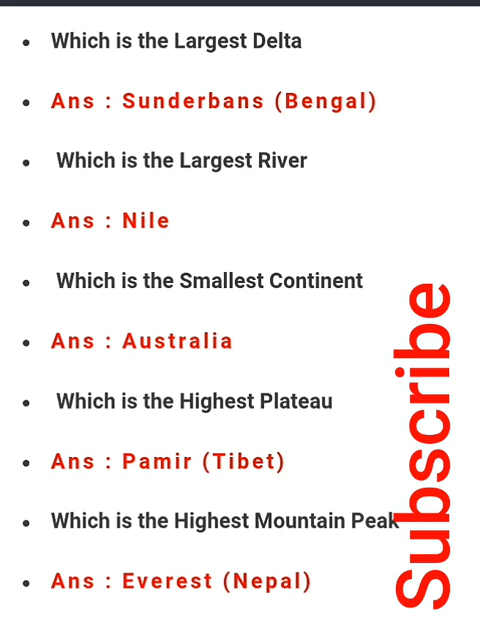 Which is the Largest Delta
Ans : Sunderbans (Bengal)
Which is the Largest River
Ans : Nile
Which is the Smallest Continent
Ans : Australia
Which is the Highest Plateau
Ans : Pamir (Tibet)
Which is the Highest Mountain Peak
Ans : Everest (Nepal)
Subscribe